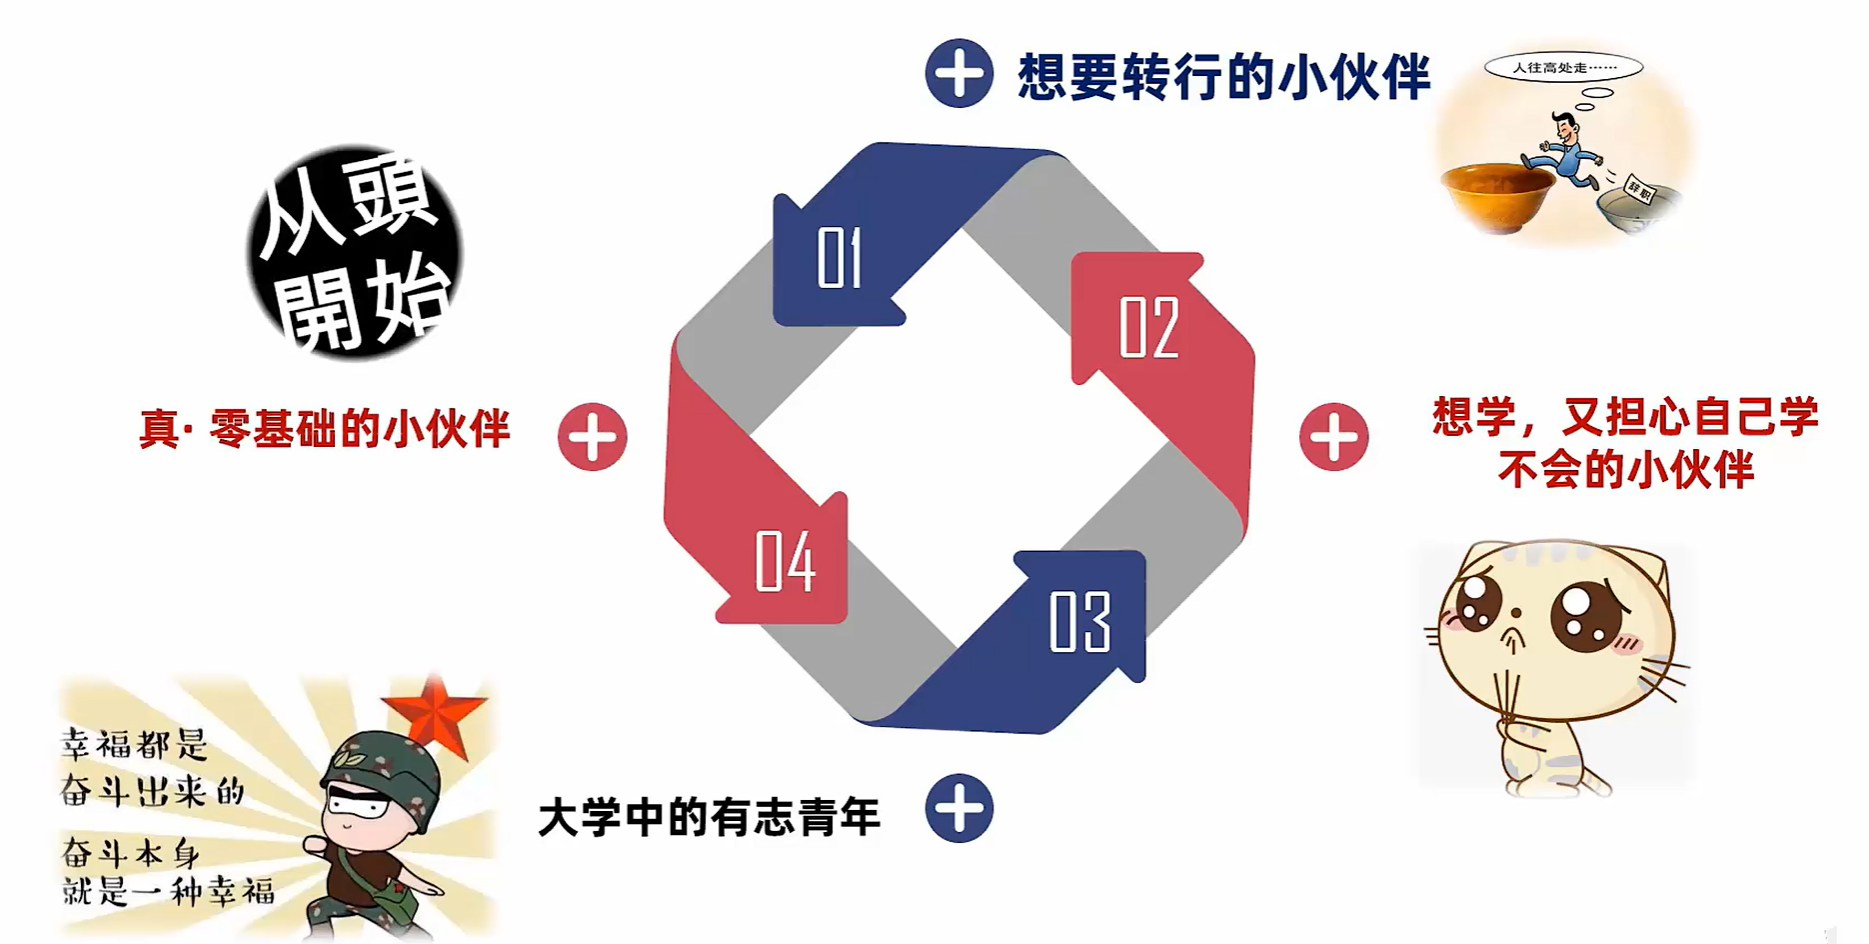 想要转行的小伙伴
人往高处走……
辞职
从頭
開始
01
02
真· 零基础的小伙伴
想学，又担心自己学
不会的小伙伴
04
03
幸福都是
奋斗出来的
奋斗本身
就是一种幸福
大学中的有志青年